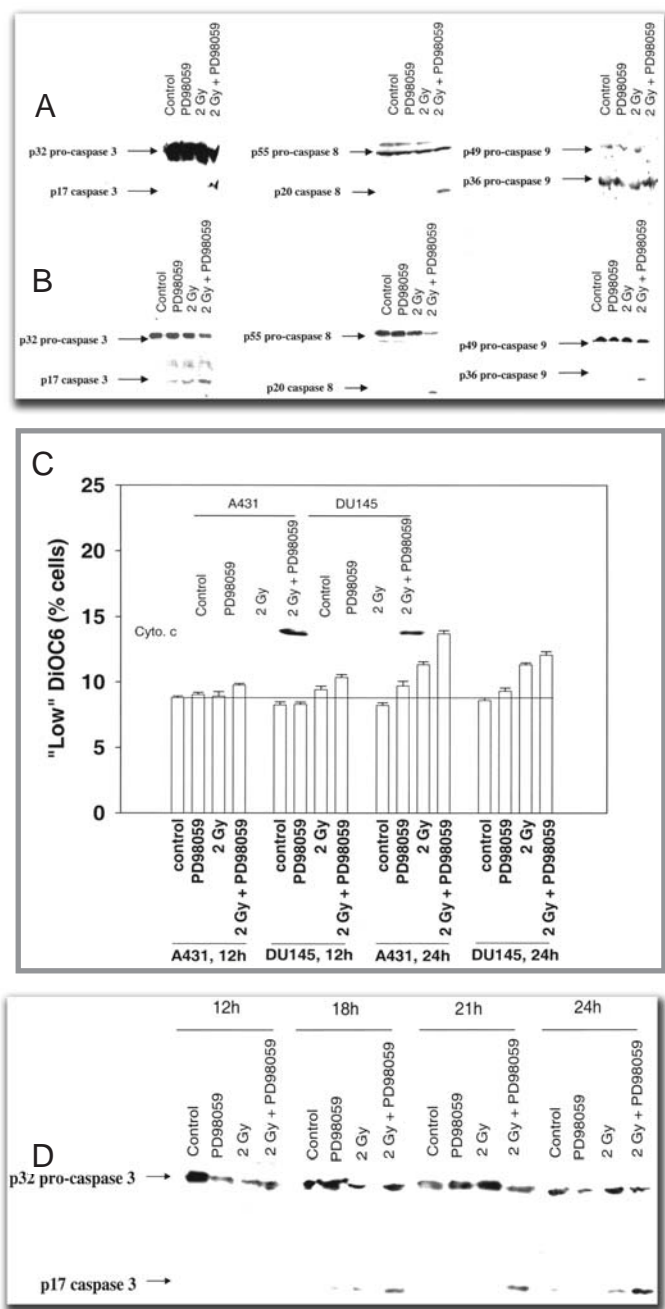 A
Control
PD98059
2 Gy
2 Gy + PD98059
p32 pro-caspase 3
p17 caspase 3
Control
PD98059
2 Gy
2 Gy + PD98059
p55 pro-caspase 8
p20 caspase 8
Control
PD98059
2 Gy
2 Gy + PD98059
p49 pro-caspase 9
p36 pro-caspase 9
B
Control
PD98059
2 Gy
2 Gy + PD98059
p32 pro-caspase 3
p17 caspase 3
Control
PD98059
2 Gy
2 Gy + PD98059
p55 pro-caspase 8
p20 caspase 8
Control
PD98059
2 Gy
2 Gy + PD98059
p49 pro-caspase 9
p36 pro-caspase 9
C
"Low" DiOC6 (% cells)
25
20
15
10
5
0
A431
DU145
Control
PD98059
2 Gy
2 Gy + PD98059
Control
PD98059
2 Gy
2 Gy + PD98059
Cyto. c
control
PD98059
2 Gy
2 Gy + PD98059
control
PD98059
2 Gy
2 Gy + PD98059
control
PD98059
2 Gy
2 Gy + PD98059
control
PD98059
2 Gy
2 Gy + PD98059
A431, 12h
DU145, 12h
A431, 24h
DU145, 24h
D
12h
18h
21h
24h
Control
PD98059
2 Gy
2 Gy + PD98059
Control
PD98059
2 Gy
2 Gy + PD98059
Control
PD98059
2 Gy
2 Gy + PD98059
Control
PD98059
2 Gy
2 Gy + PD98059
p32 pro-caspase 3
p17 caspase 3